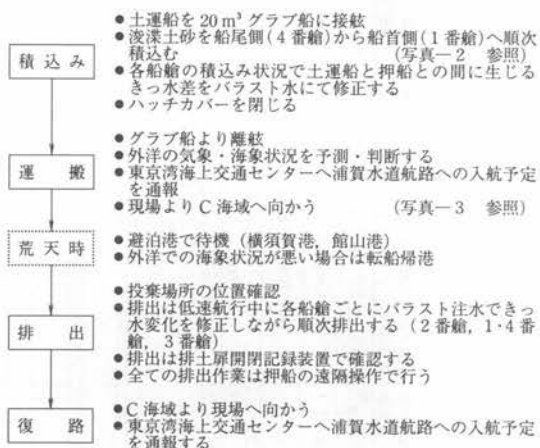 積込み
●土運船を20 m³ グラブ船に接舷
●浚渫土砂を船尾側(4番艙)から船首側(1番艙)へ順次
積込む (写真—2 参照)
●各船艙の積込み状況で土運船と押船との間に生じる
きっ水差をバラスト水にて修正する
●ハッチカバーを閉じる
運搬
●グラブ船より離舷
●外洋の気象・海象状況を予測・判断する
●東京湾海上交通センターへ浦賀水道航路への入航予定
を通報
●現場よりC海域へ向かう (写真—3 参照)
荒天時
●避泊港で待機(横須賀港,館山港)
●外洋での海象状況が悪い場合は転船帰港
排出
●投棄場所の位置確認
●排出は低速航行中に各船艙ごとにバラスト注水できっ
水変化を修正しながら順次排出する(2番艙,1·4番
艙,3番艙)
●排出は排土扉開閉記録装置で確認する
●全ての排出作業は押船の遠隔操作で行う
復路
●C海域より現場へ向かう
●東京湾海上交通センターへ浦賀水道航路への入航予定
を通報する